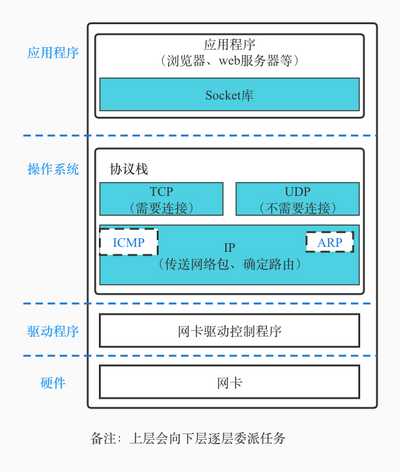 应用程序
应用程序
（浏览器、web服务器等）
Socket库
操作系统
协议栈
TCP
（需要连接）
UDP
（不需要连接）
ICMP
IP
ARP
（传送网络包、确定路由）
驱动程序
网卡驱动控制程序
硬件
网卡
备注：上层会向下层逐层委派任务